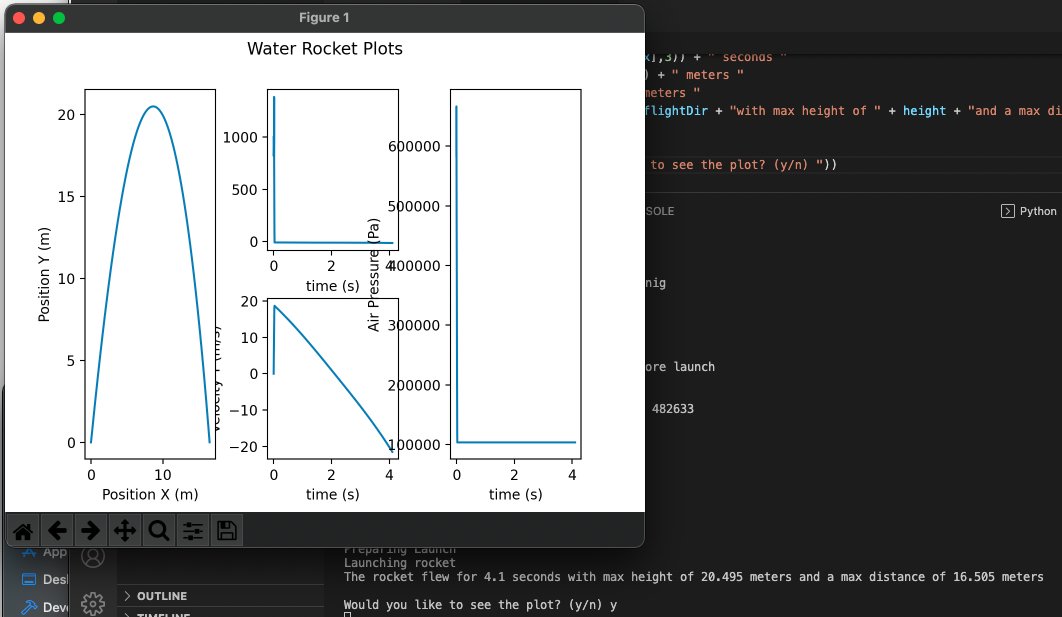 Figure 1
Water Rocket Plots
Position Y (m)
20
15
10
5
0
0 10
Position X (m)
1000
500
0
0 2 4
time (s)
20
10
0
−10
−20
0 2 4
time (s)
Air Pressure (Pa)
600000
500000
400000
300000
200000
100000
0 2 4
time (s)
],3)) + " seconds "
) + " meters "
meters "
flightDir + "with max height of " + height + "and a max di
to see the plot? (y/n) "))
SOLE
Python
nig
ore launch
482633
Preparing Launch
Launching rocket
The rocket flew for 4.1 seconds with max height of 20.495 meters and a max distance of 16.505 meters
Would you like to see the plot? (y/n) y
App
Des
Deve
OUTLINE
TIMELINE